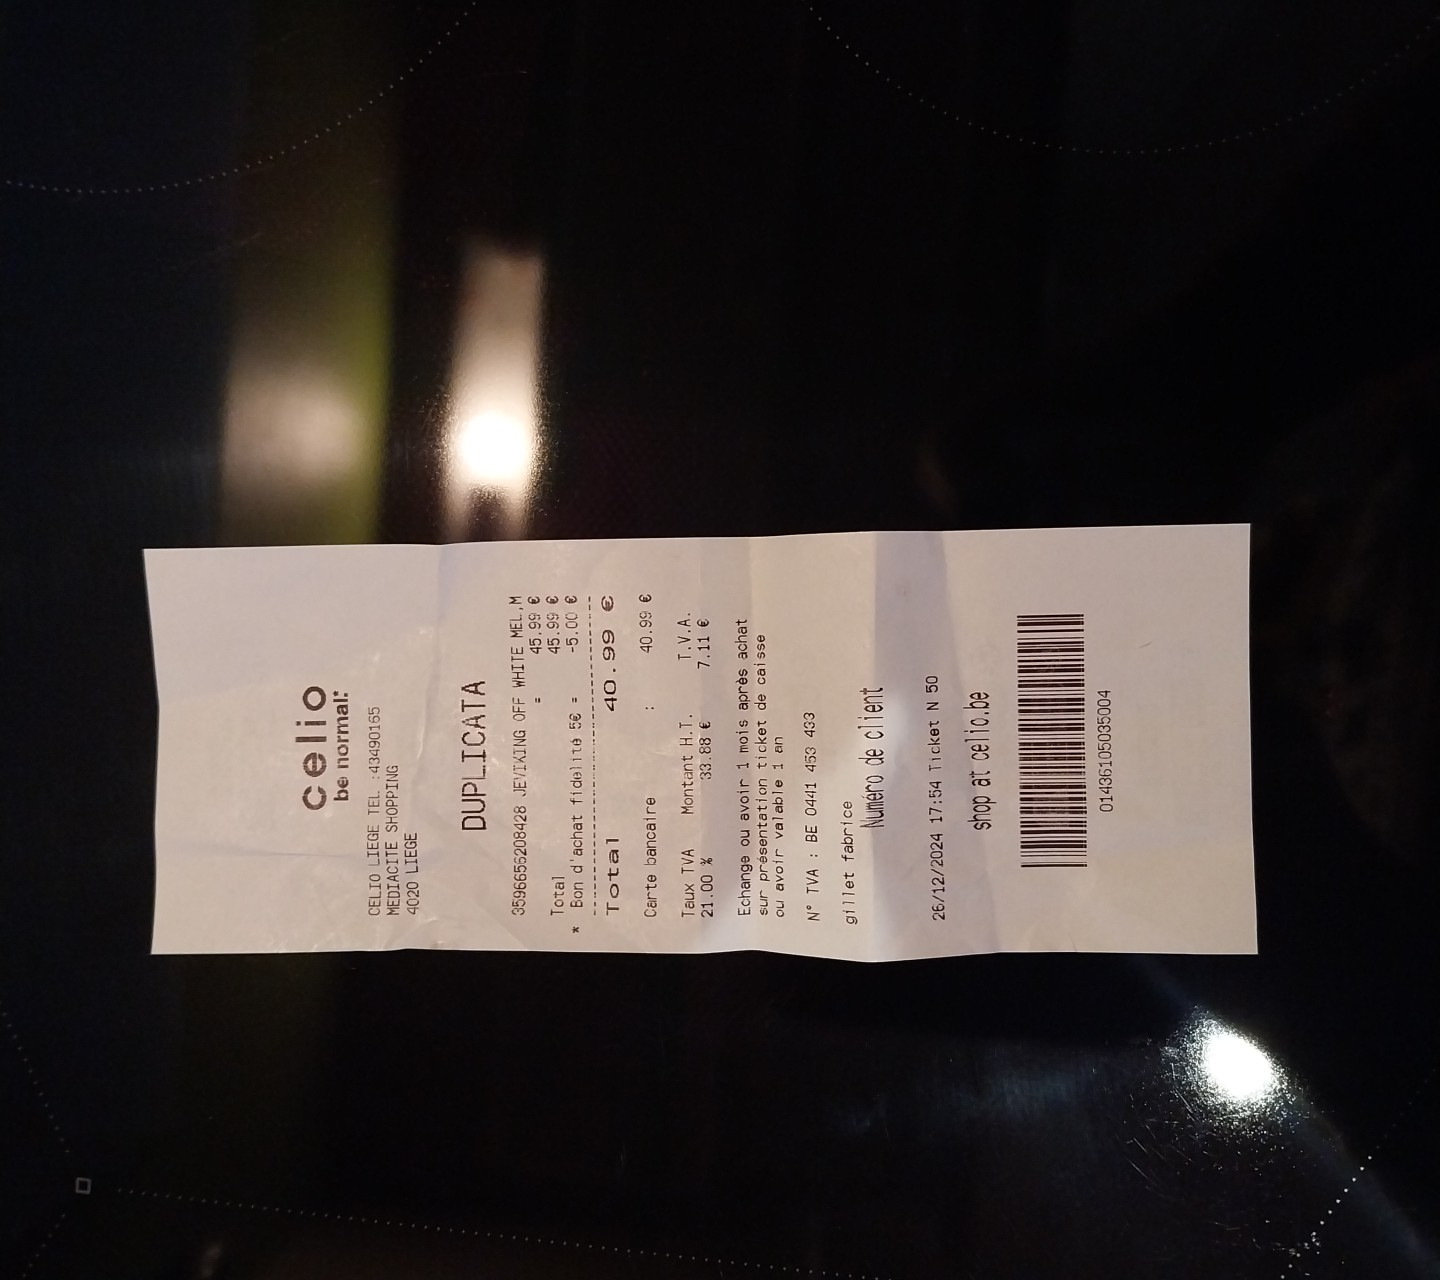 celio
be normal:
CELIO LIEGE TEL :43490165
MEDIACITE SHOPPING
4020 LIEGE
DUPLICATA
3596656208428 JEVIKING OFF WHITE MEL,M
= 45.99 €
Total 45.99 €
* Bon d'achat fidelité 5€ = -5.00 €
Total 40.99 €
Carte bancaire : 40.99 €
Taux TVA Montant H.T. T.V.A.
21.00 % 33.88 € 7.11 €
Echange ou avoir 1 mois après achat
sur présentation ticket de caisse
ou avoir valable 1 an
N° TVA : BE 0441 453 433
gillet fabrice
Numéro de client
26/12/2024 17:54 Ticket N 50
shop at celio.be
01436105035004